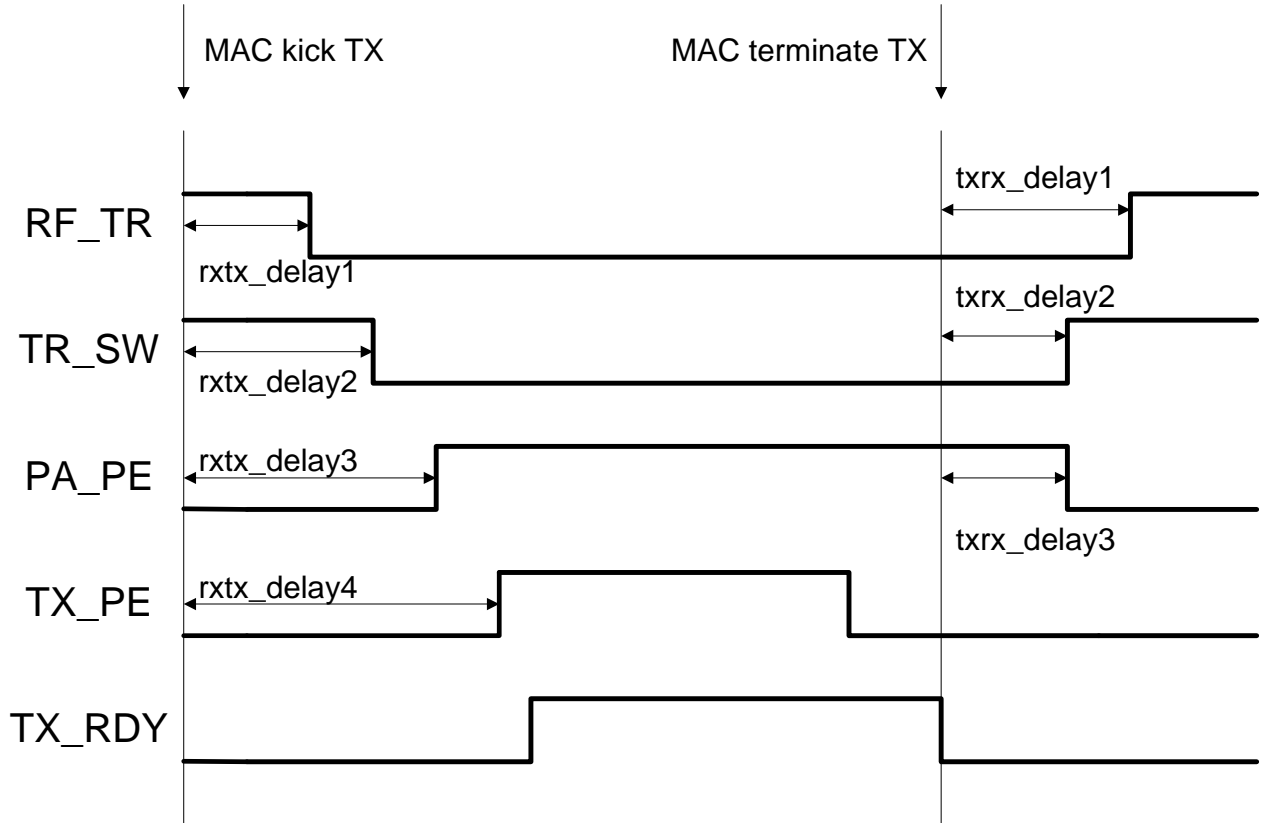 MAC kick TX
MAC terminate TX
txrx_delay1
RF_TR
rxtx_delay1
txrx_delay2
TR_SW
rxtx_delay2
rxtx_delay3
PA_PE
txrx_delay3
rxtx_delay4
TX_PE
TX_RDY